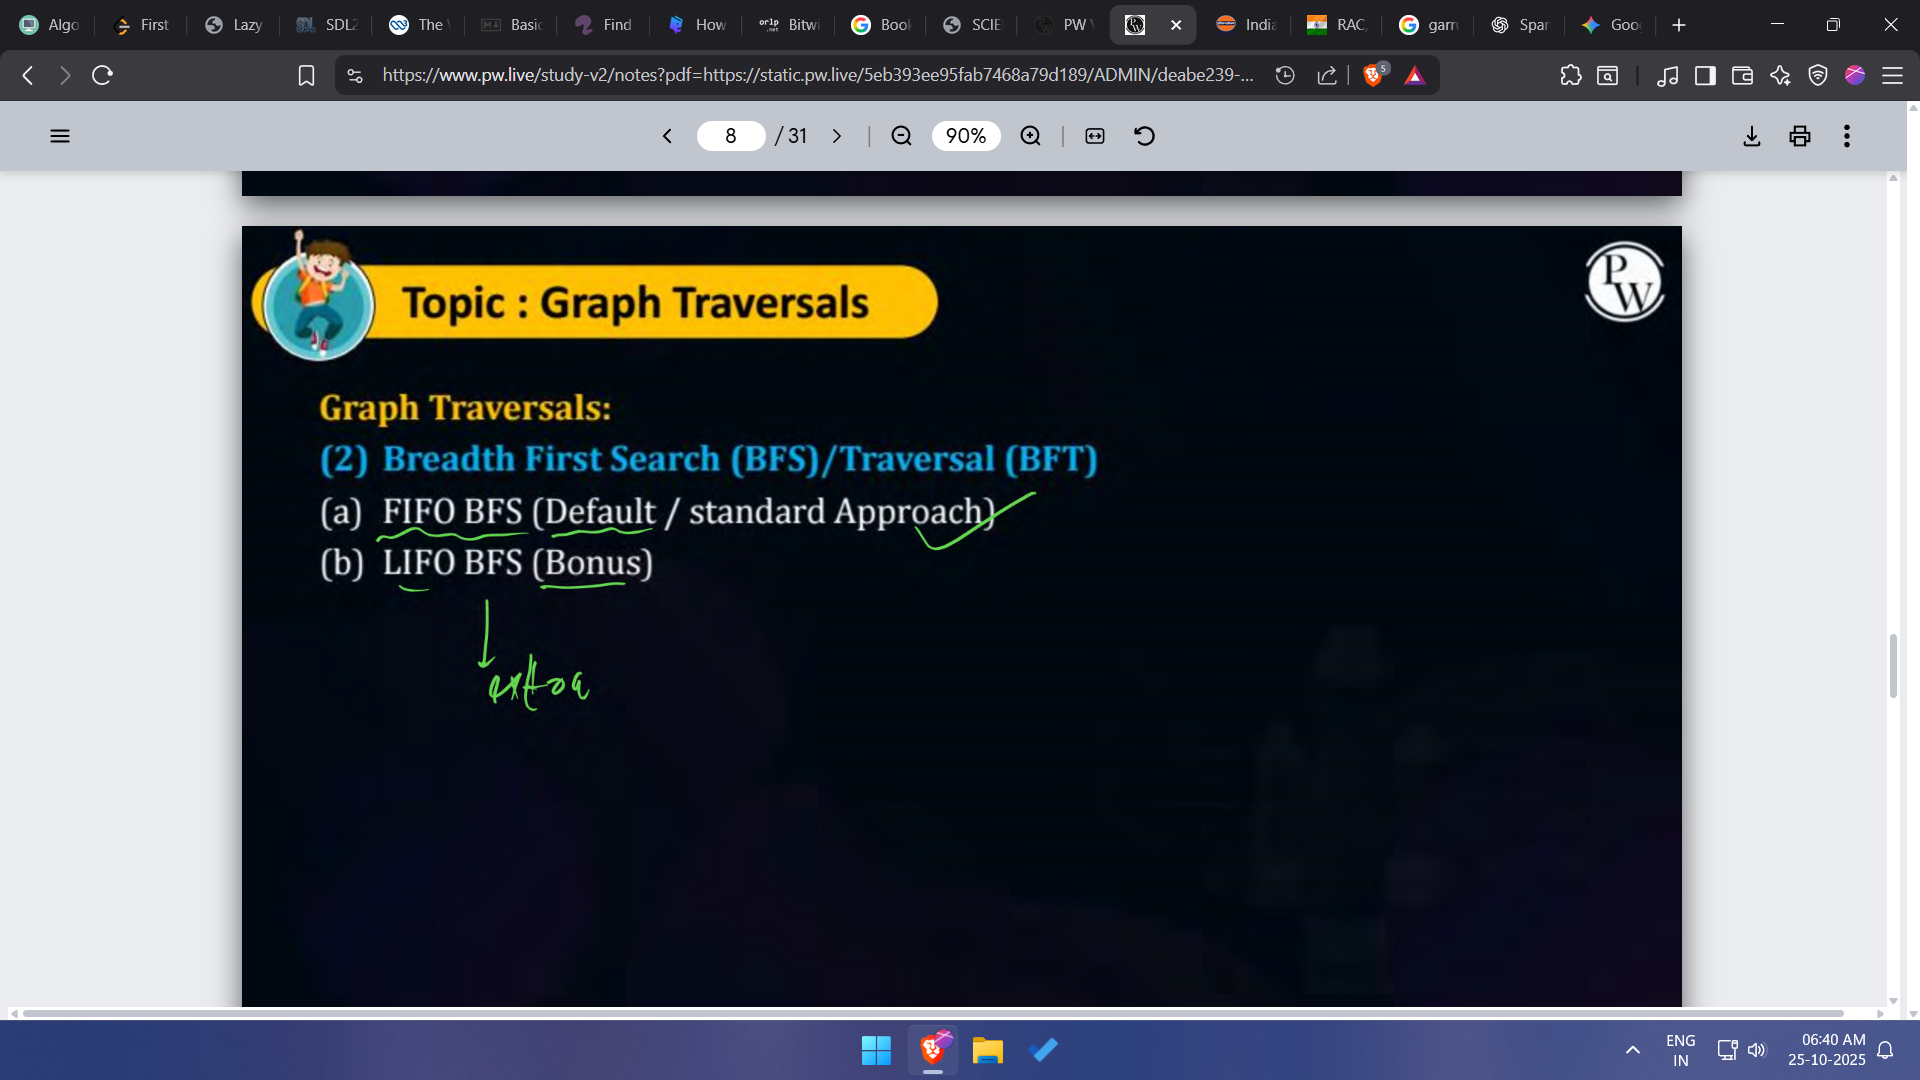 Algo
First
Lazy
SDL2
The
Basic
Find
How
Bitwi
Book
SCIE
PW
India
RAC,
garr
Spar
Goo
https://www.pw.live/study-v2/notes?pdf=https://static.pw.live/5eb393ee95fab7468a79d189/ADMIN/deabe239-...
5
8 / 31
90%
Topic : Graph Traversals
PW
Graph Traversals:
(2) Breadth First Search (BFS)/Traversal (BFT)
(a) FIFO BFS (Default / standard Approach)
(b) LIFO BFS (Bonus)
extra
ENG
IN
06:40 AM
25-10-2025